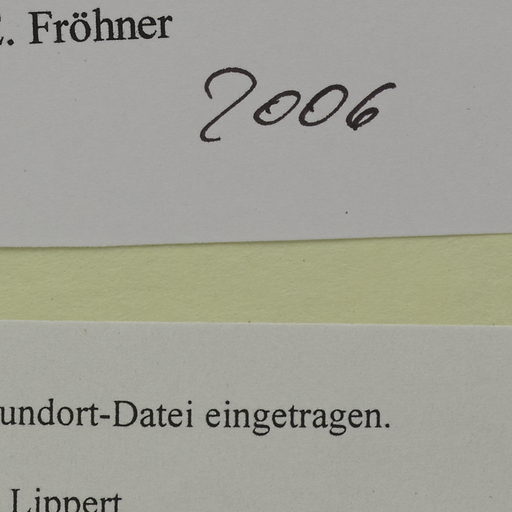 E. Fröhner
2006
undort-Datei eingetragen.
Lippert